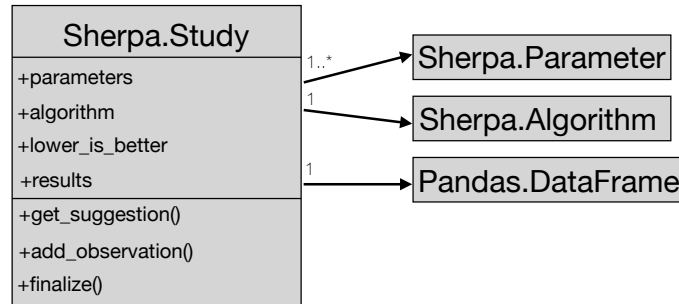 Sherpa.Study
+parameters
+algorithm
+lower_is_better
+results
+get_suggestion()
+add_observation()
+finalize()
1..*
Sherpa.Parameter
1
Sherpa.Algorithm
1
Pandas.DataFrame